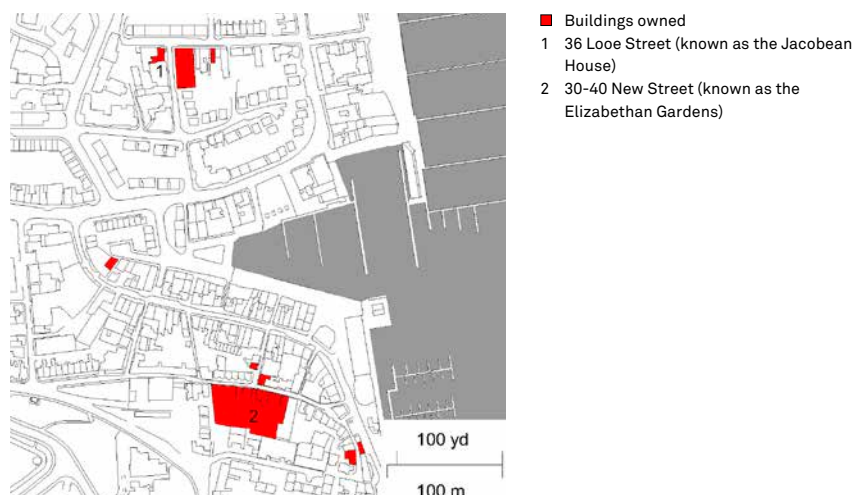 Buildings owned
1 36 Looe Street (known as the Jacobean
House)
2 30-40 New Street (known as the
Elizabethan Gardens)
1
2
100 yd
100 m